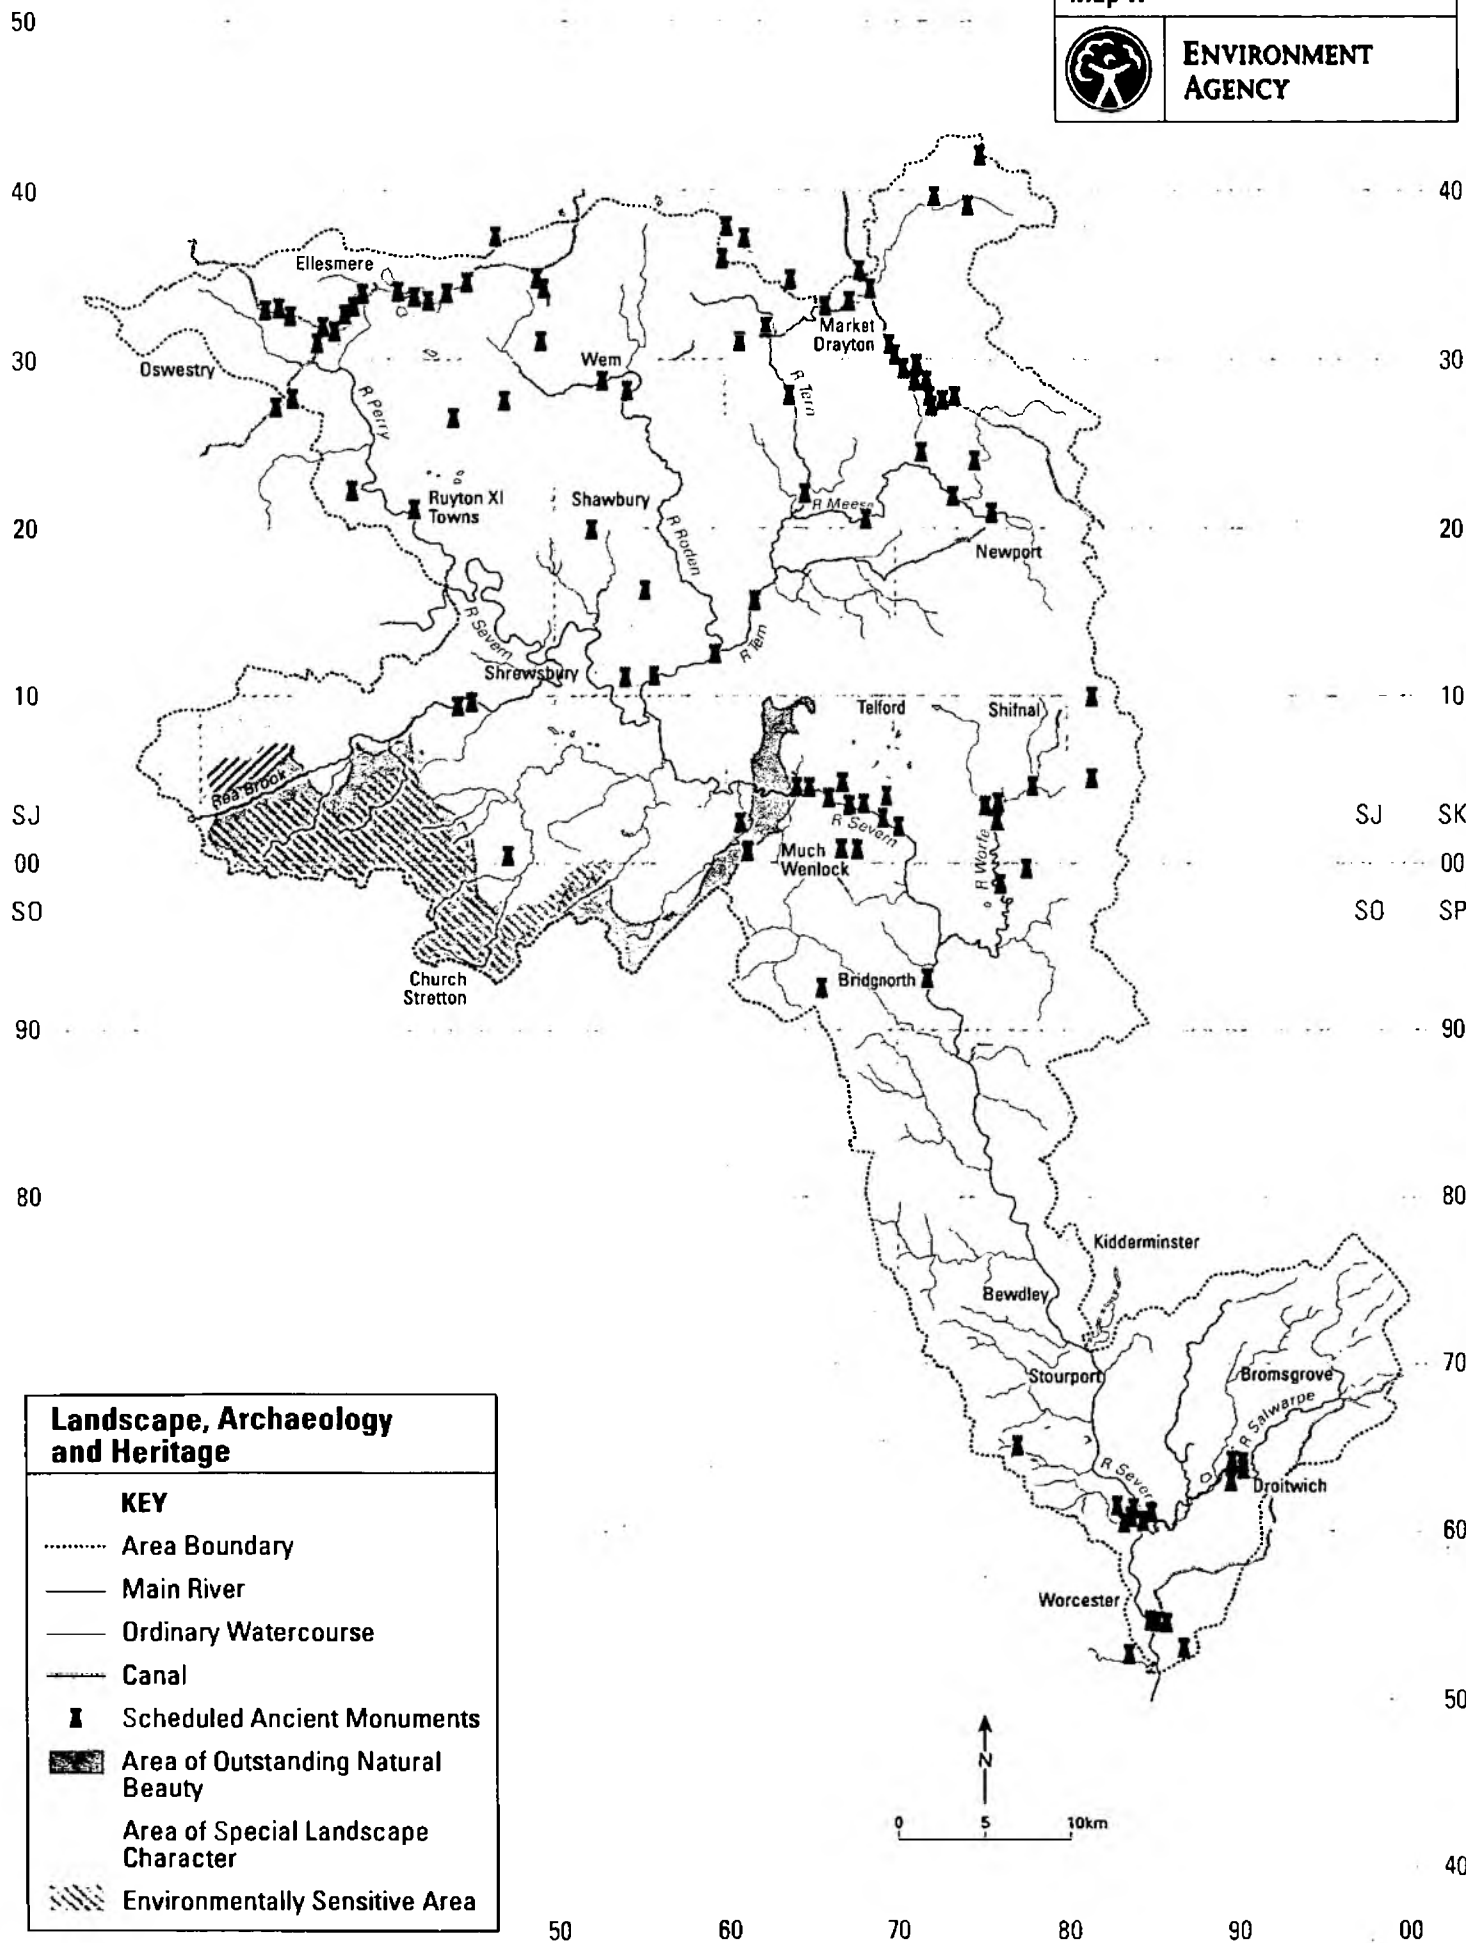 50
ENVIRONMENT
AGENCY
40
40
Ellesmere
Market
Drayton
30
30
Oswestry
Wem
R Perry
R Tern
Ruyton XI
Towns
Shawbury
R Meese
20
20
R Roden
Newport
R Severn
R Tern
Shrewsbury
10
10
Telford
Shifnal
Rea Brook
SJ
SJ
SK
R Severn
R Worfe
Much
Wenlock
00
00
SO
SO
SP
Church
Stretton
Bridgnorth
90
90
80
80
Kidderminster
Bewdley
70
70
Stourport
Bromsgrove
R Salwarpe
R Severn
Droitwich
60
60
Worcester
50
N
0 5 10km
40
Landscape, Archaeology
and Heritage
KEY
Area Boundary
Main River
Ordinary Watercourse
Canal
Scheduled Ancient Monuments
Area of Outstanding Natural
Beauty
Area of Special Landscape
Character
Environmentally Sensitive Area
50 60 70 80 90 00